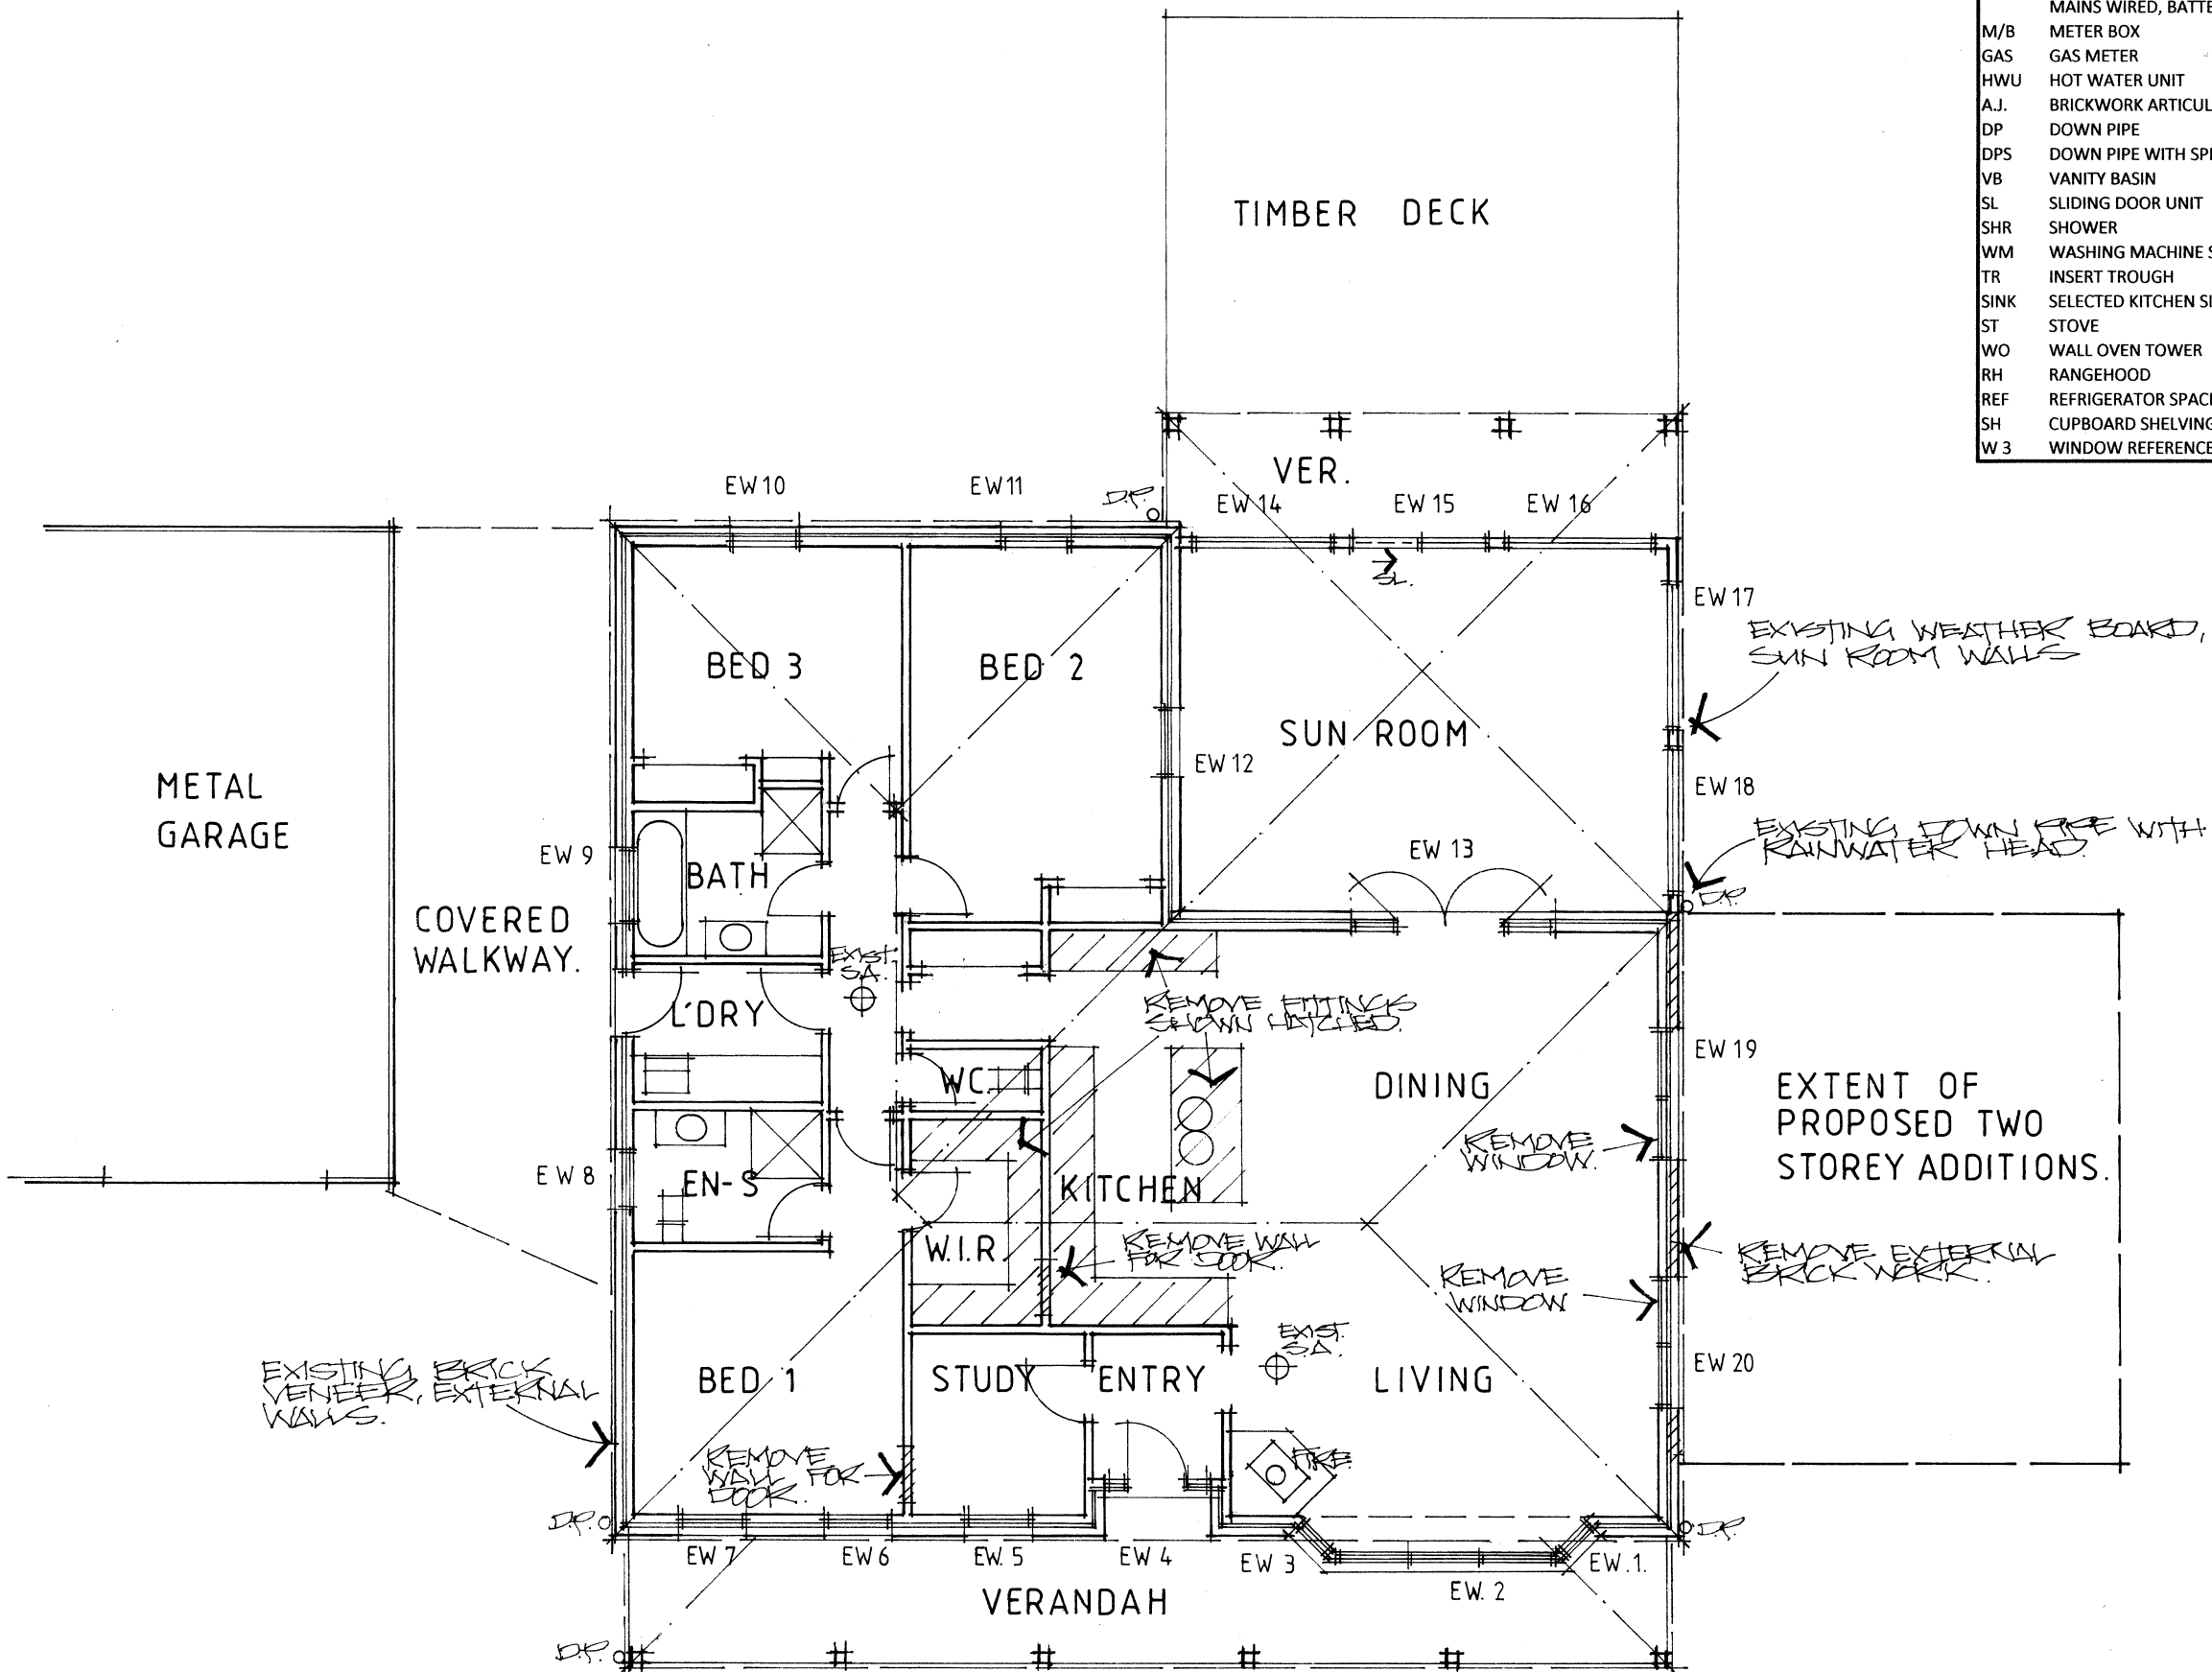 MAINS WIRED, BATTE
M/B METER BOX
GAS GAS METER
HWU HOT WATER UNIT
A.J. BRICKWORK ARTICUL
DP DOWN PIPE
DPS DOWN PIPE WITH SP
VB VANITY BASIN
SL SLIDING DOOR UNIT
SHR SHOWER
WM WASHING MACHINE S
TR INSERT TROUGH
SINK SELECTED KITCHEN SI
ST STOVE
WO WALL OVEN TOWER
RH RANGEHOOD
REF REFRIGERATOR SPAC
SH CUPBOARD SHELVING
W 3 WINDOW REFERENCE
TIMBER DECK
VER.
EW 10
EW11
D.P.
EW 14
EW 15
EW 16
SL.
EW 17
EXISTING WEATHER BOARD,
SUN ROOM WALLS
BED 3
BED 2
SUN ROOM
EW 12
EW 18
METAL
GARAGE
EXISTING DOWN PIPE WITH
RAINWATER HEAD.
D.P.
EW 13
EW 9
BATH
COVERED
WALKWAY.
EXIST.
S.A.
L'DRY
REMOVE FITTINGS
SHOWN HATCHED.
EW 19
WC.
DINING
EXTENT OF
PROPOSED TWO
STOREY ADDITIONS.
REMOVE
WINDOW.
EW 8
EN-S
KITCHEN
W.I.R.
REMOVE WALL
FOR DOOR.
REMOVE
WINDOW
REMOVE EXTERNAL
BRICK WORK.
EXIST.
S.A.
EXISTING BRICK
VENEER, EXTERNAL
WALLS.
BED 1
STUDY
ENTRY
LIVING
EW 20
REMOVE
WALL FOR
DOOR.
FIRE
D.P.
D.P.
EW 7
EW 6
EW. 5
EW 4
EW 3
EW. 2
EW.1.
VERANDAH
D.P.